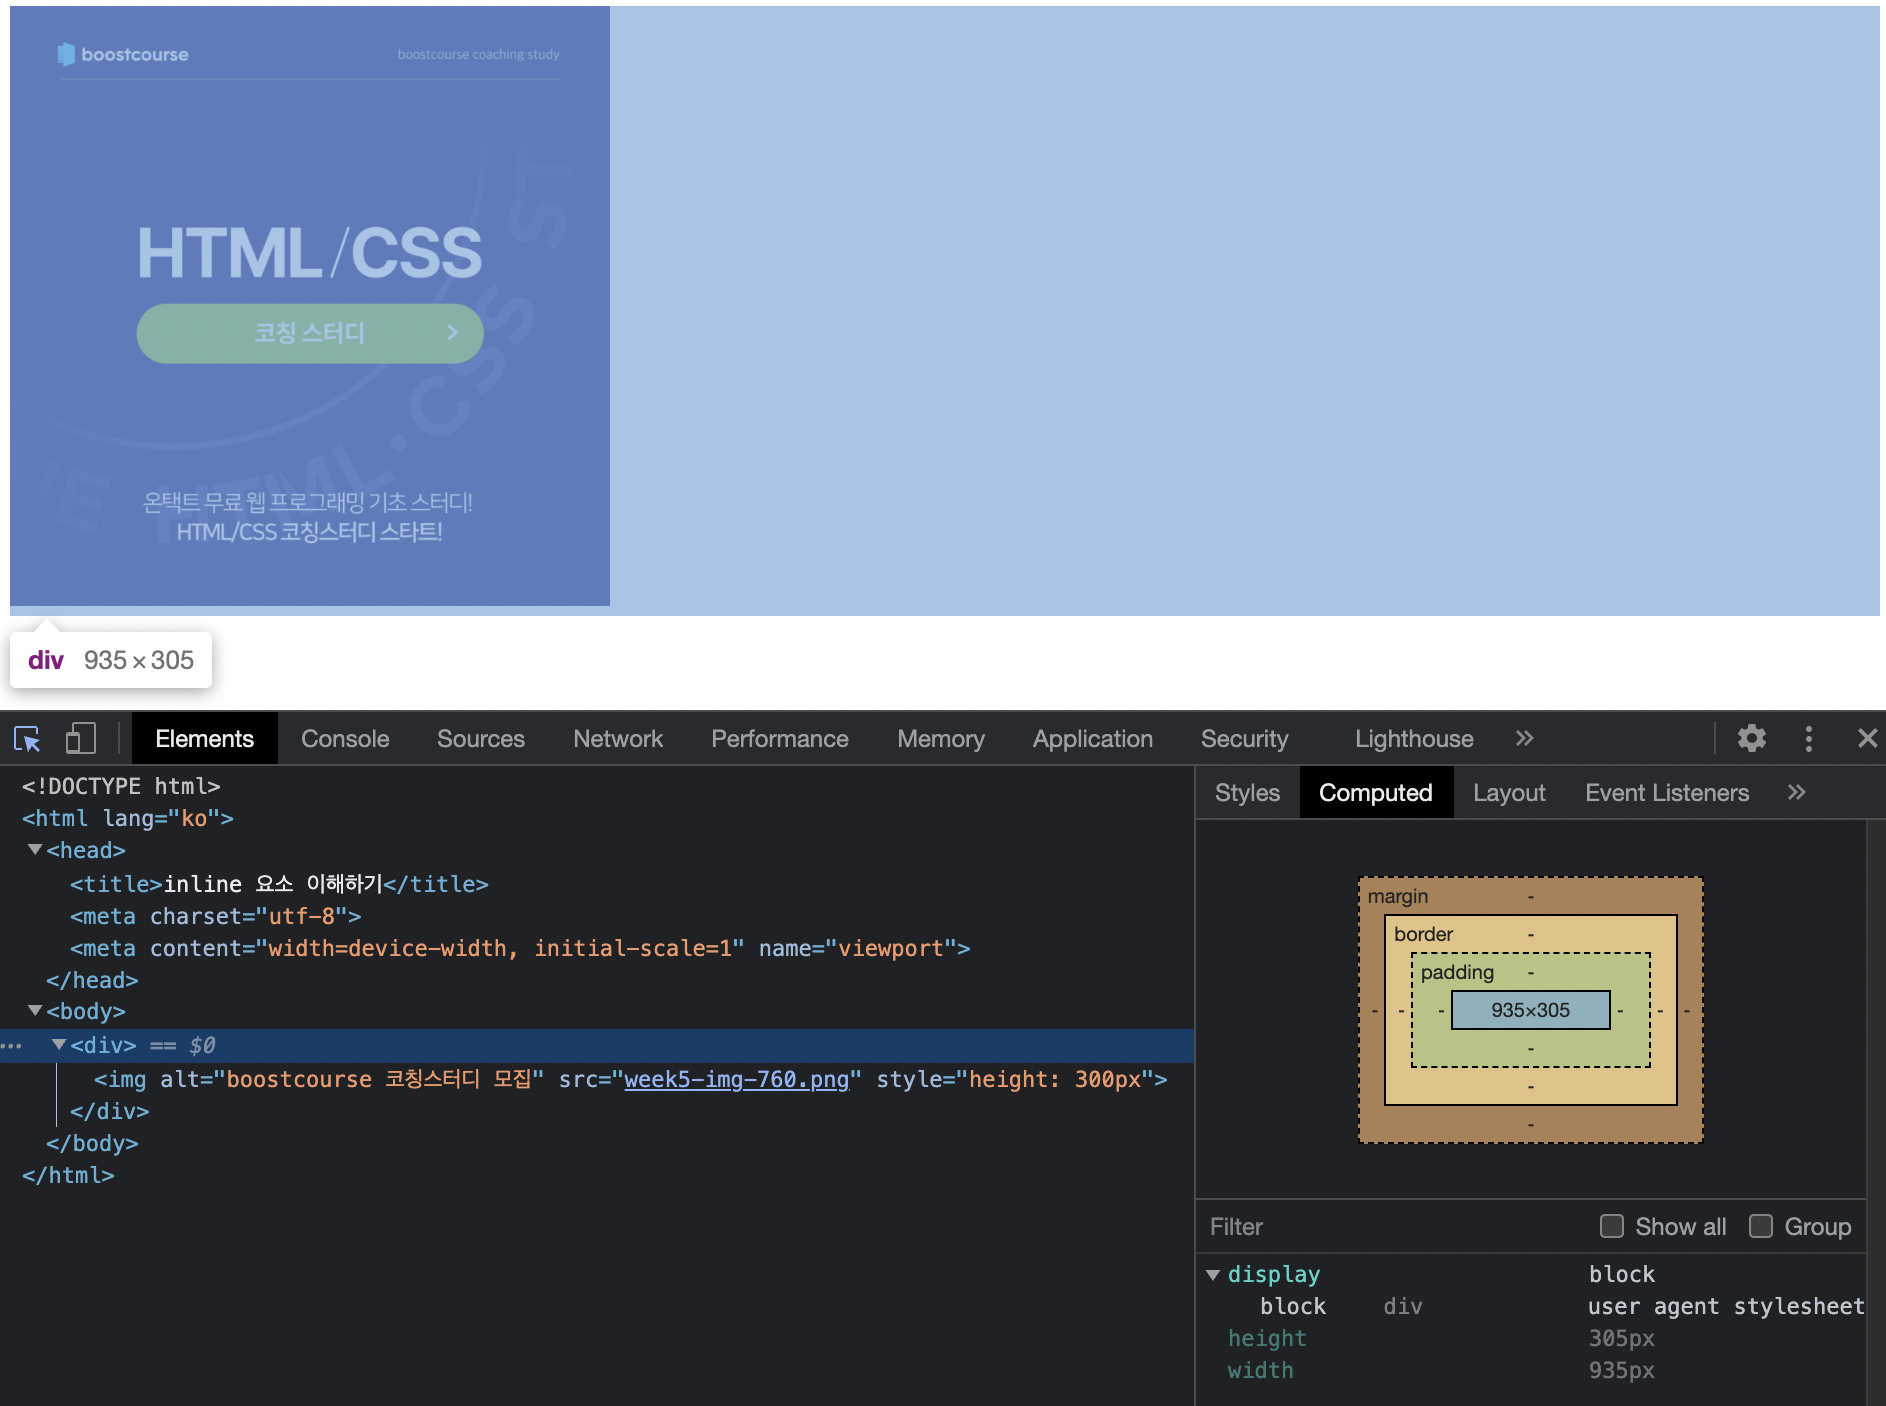 boostcourse
boostcourse coaching study
STU
HTML/CSS
코칭 스터디
VE HTML·CSS
온택트 무료 웹 프로그래밍 기초 스터디!
HTML/CSS 코칭스터디 스타트!
div 935×305
Elements Console Sources Network Performance Memory Application Security Lighthouse
<!DOCTYPE html>
<html lang="ko">
<head>
<title>inline 요소 이해하기</title>
<meta charset="utf-8">
<meta content="width=device-width, initial-scale=1" name="viewport">
</head>
<body>
<div> == $0
<img alt="boostcourse 코칭스터디 모집" src="week5-img-760.png" style="height: 300px">
</div>
</body>
</html>
Styles Computed Layout Event Listeners
margin -
border -
padding -
- - - 935×305 - - -
-
-
-
Filter Show all Group
display block
block div user agent stylesheet
height 305px
width 935px